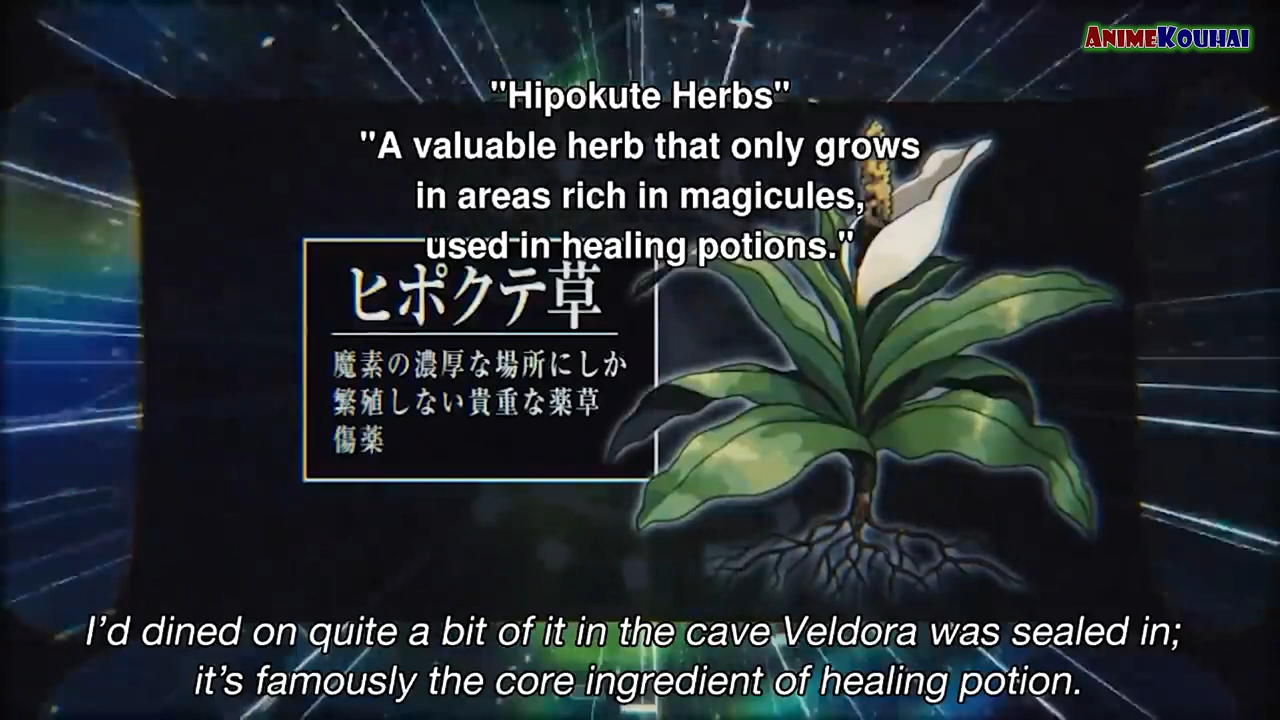 AnimeKouhai
"Hipokute Herbs"
"A valuable herb that only grows
in areas rich in magicules,
used in healing potions."
ヒポクテ草
魔素の濃厚な場所にしか
繁殖しない貴重な薬草
傷薬
I'd dined on quite a bit of it in the cave Veldora was sealed in;
it's famously the core ingredient of healing potion.